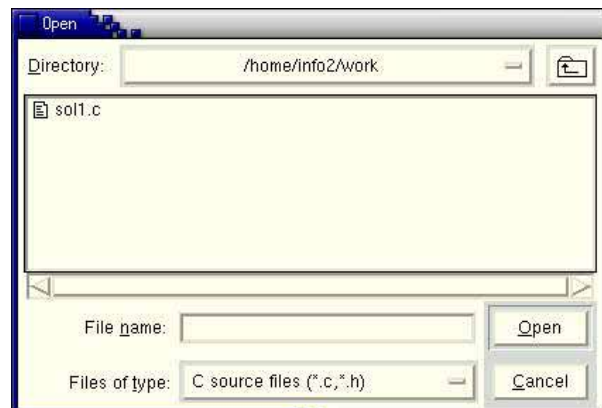 Open
Directory: /home/info2/work
sol1.c
File name: Open
Files of type: C source files (*.c,*.h) Cancel